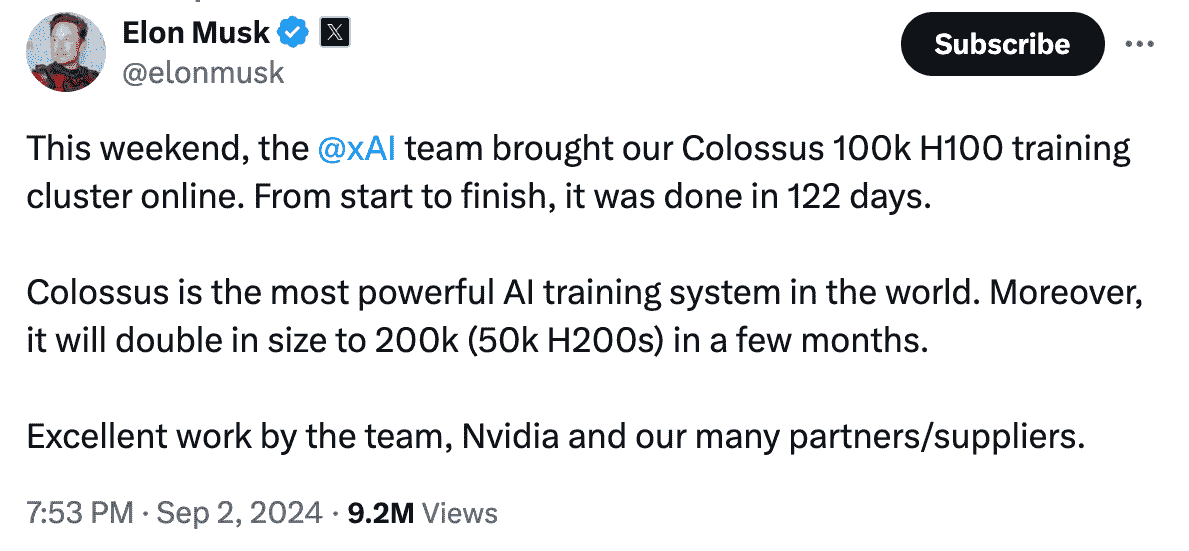 Elon Musk
@elonmusk
Subscribe
This weekend, the @xAI team brought our Colossus 100k H100 training
cluster online. From start to finish, it was done in 122 days.
Colossus is the most powerful AI training system in the world. Moreover,
it will double in size to 200k (50k H200s) in a few months.
Excellent work by the team, Nvidia and our many partners/suppliers.
7:53 PM · Sep 2, 2024 · 9.2M Views